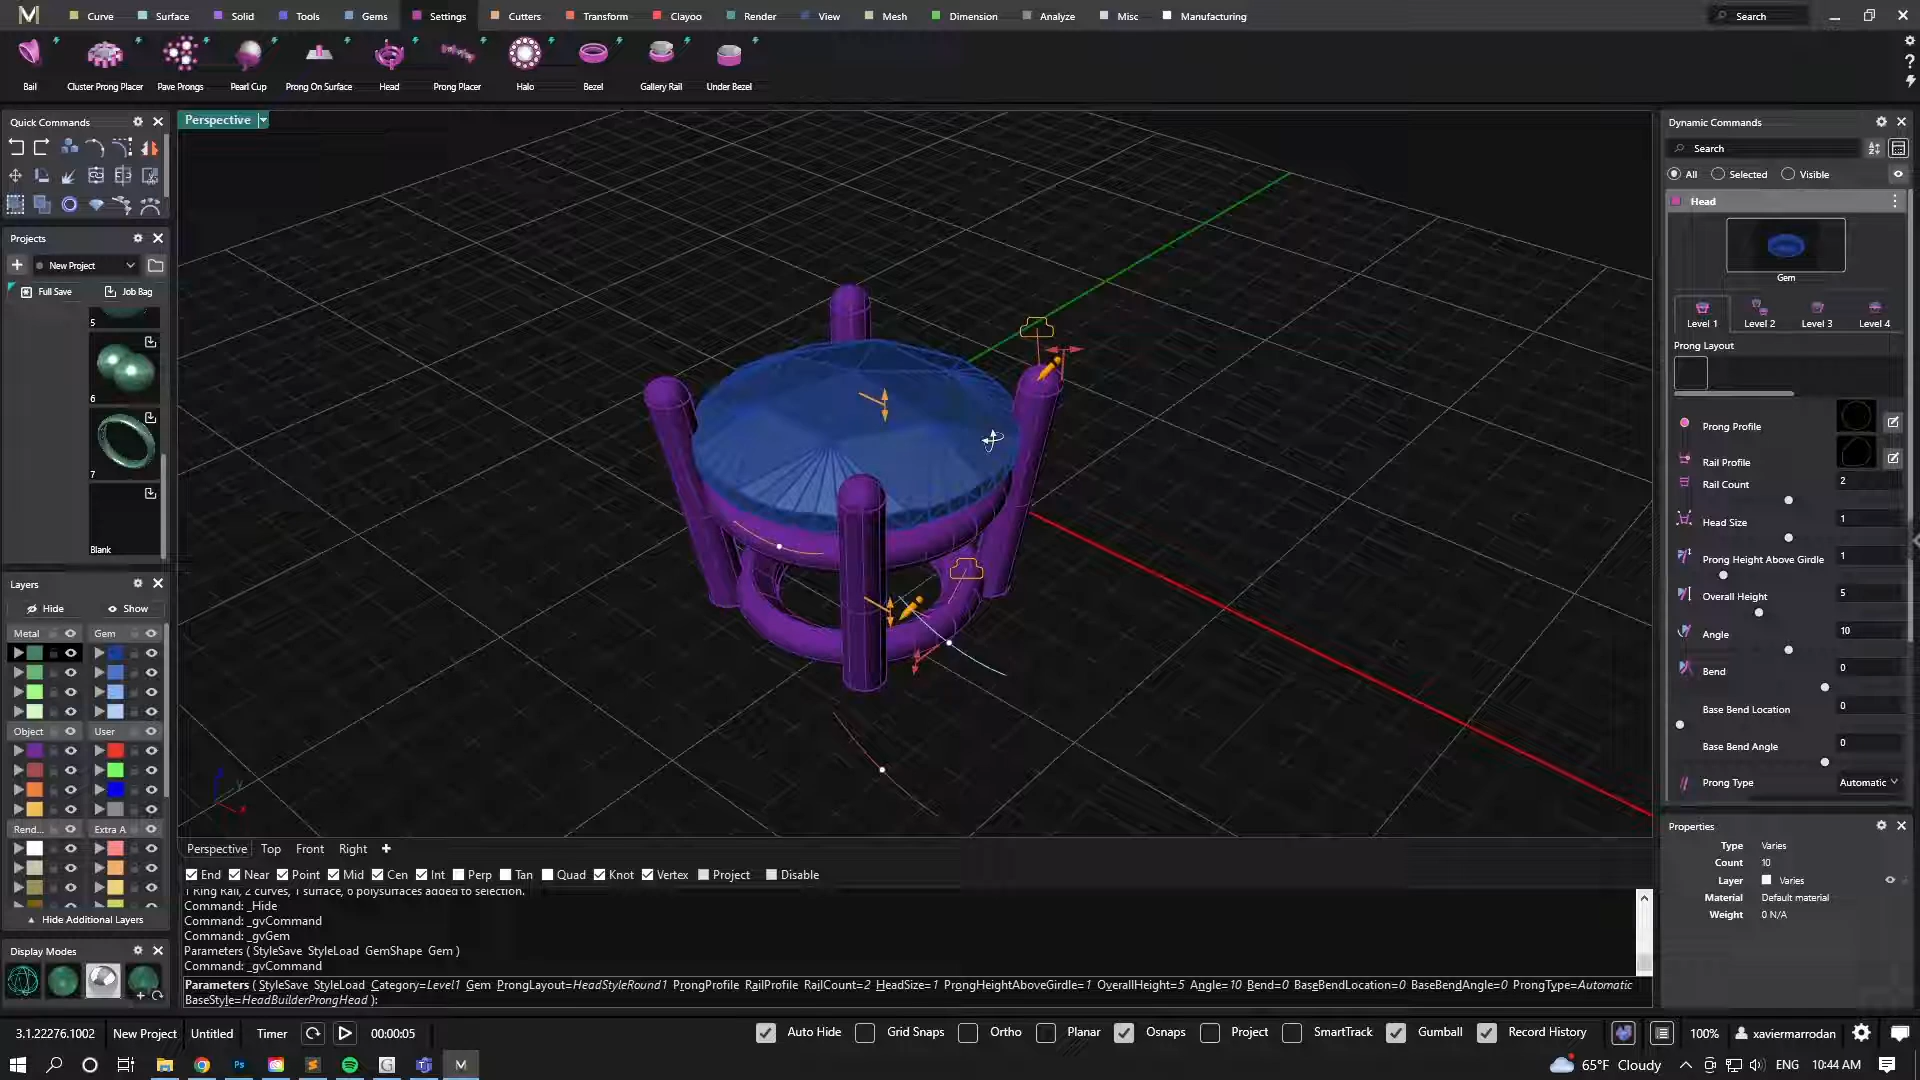 Curve Surface Solid Tools Gems Settings Cutters Transform Clayoo Render View Mesh Dimension Analyze Misc Manufacturing Search
Bail Cluster Prong Placer Pave Prongs Pearl Cup Prong On Surface Head Prong Placer Halo Bezel Gallery Rail Under Bezel
Quick Commands
Projects
New Project
Full Save Job Bag
5
6
7
Blank
Layers
Hide Show
Metal Gem
Object User
Rend... Extra A
Hide Additional Layers
Display Modes
Perspective
Perspective Top Front Right
End Near Point Mid Cen Int Perp Tan Quad Knot Vertex Project Disable
1 Ring Rail, 2 curves, 1 surface, 6 polysurfaces added to selection.
Command: _Hide
Command: _gvCommand
Command: _gvGem
Parameters ( StyleSave StyleLoad GemShape Gem )
Command: _gvCommand
Parameters ( StyleSave StyleLoad Category=Level1 Gem ProngLayout=HeadStyleRound1 ProngProfile RailProfile RailCount=2 HeadSize=1 ProngHeightAboveGirdle=1 OverallHeight=5 Angle=10 Bend=0 BaseBendLocation=0 BaseBendAngle=0 ProngType=Automatic
BaseStyle=HeadBuilderProngHead ):
Dynamic Commands
Search
All Selected Visible
Head
Gem
Level 1 Level 2 Level 3 Level 4
Prong Layout
Prong Profile
Rail Profile
Rail Count 2
Head Size 1
Prong Height Above Girdle 1
Overall Height 5
Angle 10
Bend 0
Base Bend Location 0
Base Bend Angle 0
Prong Type Automatic
Properties
Type Varies
Count 10
Layer Varies
Material Default material
Weight 0 N/A
3.1.22276.1002 New Project Untitled Timer 00:00:05 Auto Hide Grid Snaps Ortho Planar Osnaps Project SmartTrack Gumball Record History 100% xaviermarrodan
65°F Cloudy ENG 10:44 AM